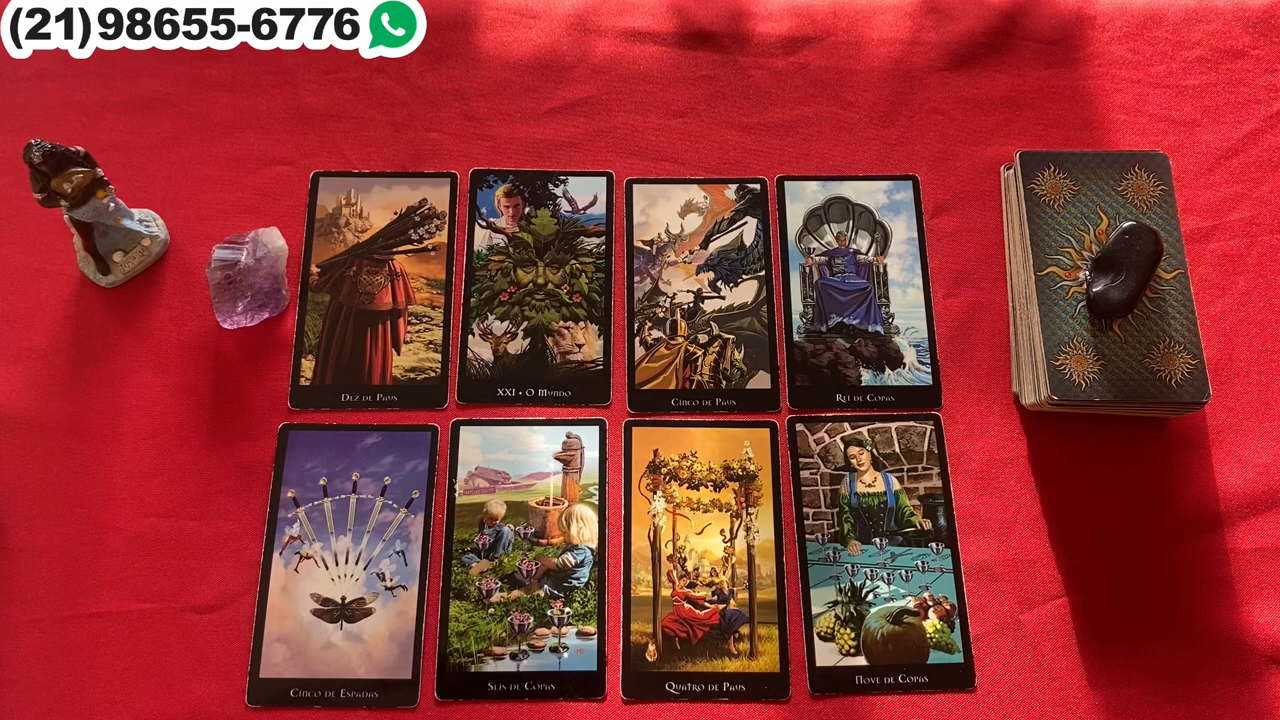 (21)98655-6776
Dez de Paus
XXI • O Mundo
Cinco de Paus
Rei de Copas
Cinco de Espadas
Seis de Copas
Quatro de Paus
Nove de Copas